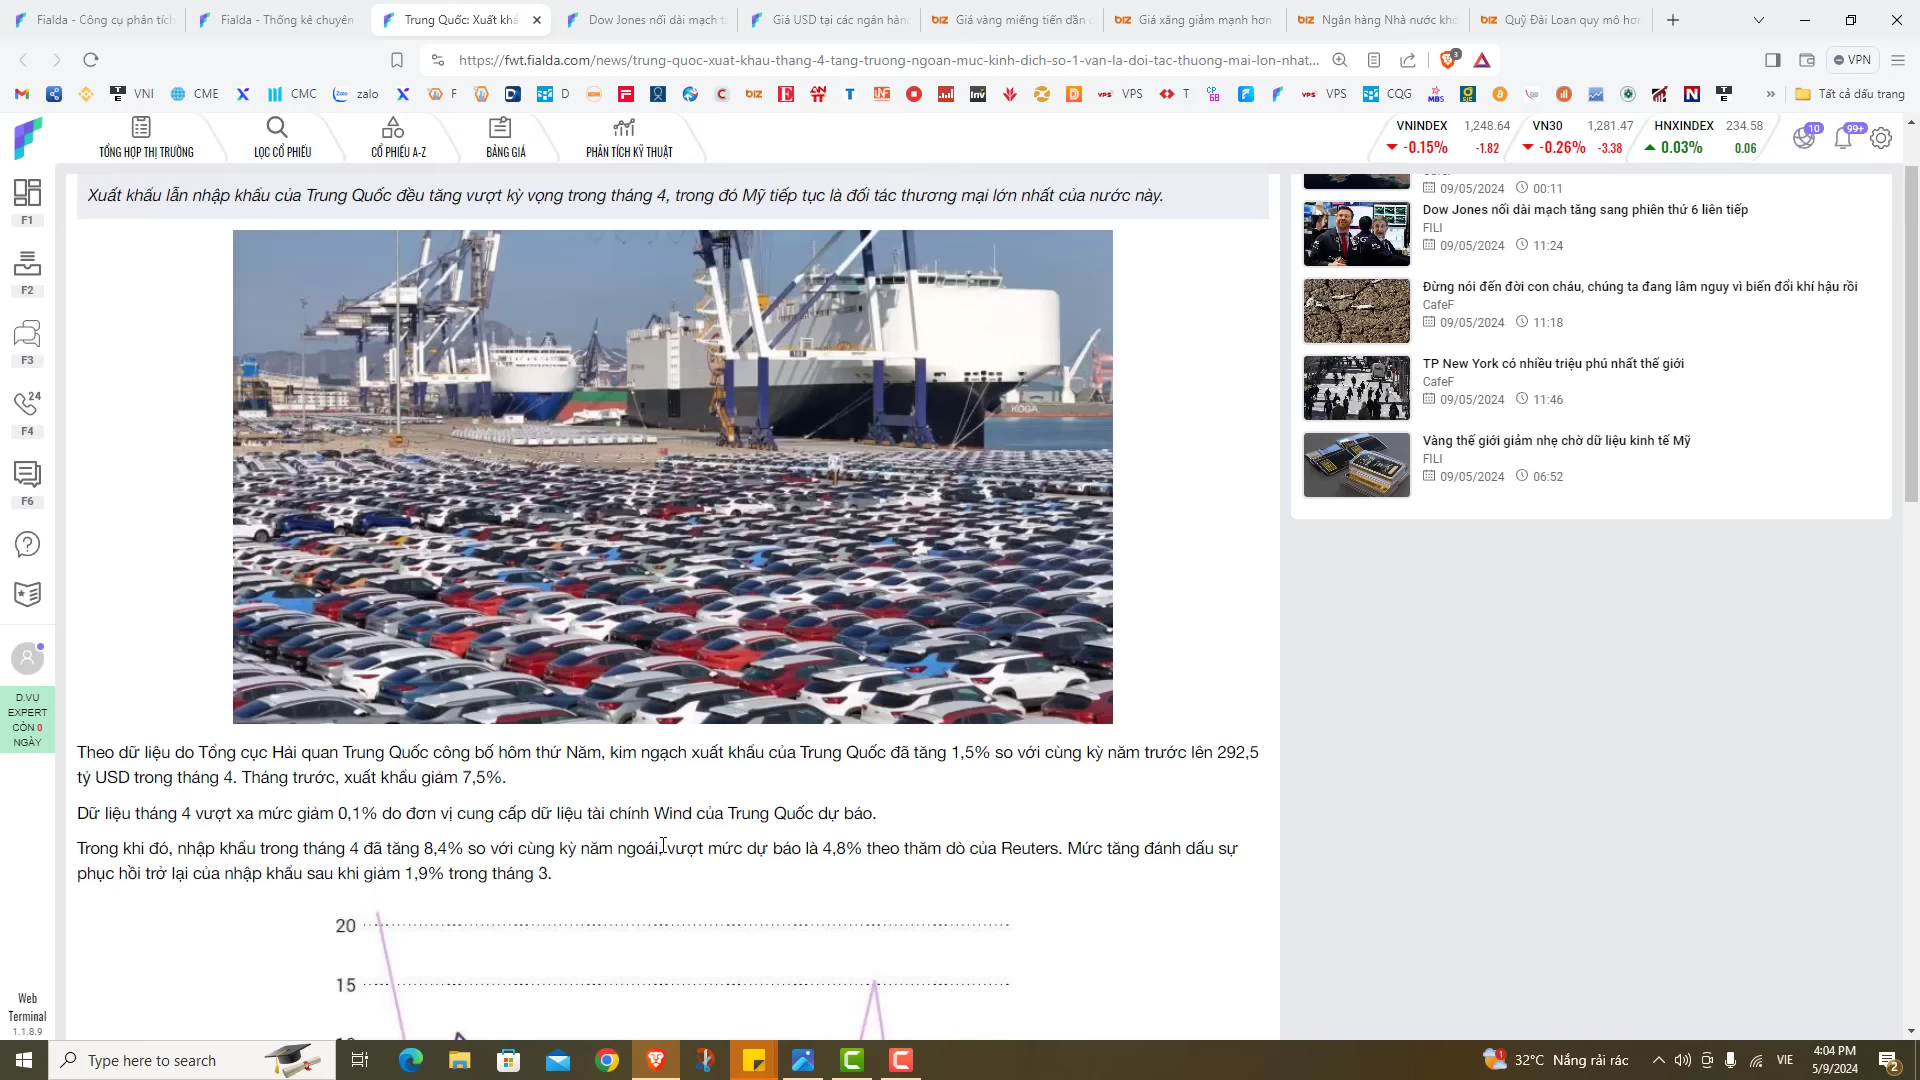 Fialda - Công cụ phân tích
Fialda - Thống kê chuyên
Trung Quốc: Xuất khẩ
Dow Jones nối dài mạch t
Giá USD tại các ngân hàn
Giá vàng miếng tiến dần
Giá xăng giảm mạnh hơn
Ngân hàng Nhà nước kh
Quỹ Đài Loan quy mô hơ
https://fwt.fialda.com/news/trung-quoc-xuat-khau-thang-4-tang-truong-ngoan-muc-kinh-dich-so-1-van-la-doi-tac-thuong-mai-lon-nhat...
3
VPN
VNI
CME
CMC
zalo
F
D
VPS
T
VPS
CQG
Tất cả dấu trang
TỔNG HỢP THỊ TRƯỜNG
LỌC CỔ PHIẾU
CỔ PHIẾU A-Z
BẢNG GIÁ
PHÂN TÍCH KỸ THUẬT
VNINDEX 1,248.64
-0.15% -1.82
VN30 1,281.47
-0.26% -3.38
HNXINDEX 234.58
0.03% 0.06
10
99+
F1
F2
F3
24
F4
F6
D.VỤ
EXPERT
CÒN 0
NGÀY
Web
Terminal
1.1.8.9
Xuất khẩu lẫn nhập khẩu của Trung Quốc đều tăng vượt kỳ vọng trong tháng 4, trong đó Mỹ tiếp tục là đối tác thương mại lớn nhất của nước này.
KOGA
Theo dữ liệu do Tổng cục Hải quan Trung Quốc công bố hôm thứ Năm, kim ngạch xuất khẩu của Trung Quốc đã tăng 1,5% so với cùng kỳ năm trước lên 292,5
tỷ USD trong tháng 4. Tháng trước, xuất khẩu giảm 7,5%.
Dữ liệu tháng 4 vượt xa mức giảm 0,1% do đơn vị cung cấp dữ liệu tài chính Wind của Trung Quốc dự báo.
Trong khi đó, nhập khẩu trong tháng 4 đã tăng 8,4% so với cùng kỳ năm ngoái, vượt mức dự báo là 4,8% theo thăm dò của Reuters. Mức tăng đánh dấu sự
phục hồi trở lại của nhập khẩu sau khi giảm 1,9% trong tháng 3.
20
15
09/05/2024 00:11
Dow Jones nối dài mạch tăng sang phiên thứ 6 liên tiếp
FILI
09/05/2024 11:24
Đừng nói đến đời con cháu, chúng ta đang lâm nguy vì biến đổi khí hậu rồi
CafeF
09/05/2024 11:18
TP New York có nhiều triệu phú nhất thế giới
CafeF
09/05/2024 11:46
Vàng thế giới giảm nhẹ chờ dữ liệu kinh tế Mỹ
FILI
09/05/2024 06:52
Type here to search
32°C Nắng rải rác
VIE
4:04 PM
5/9/2024
2